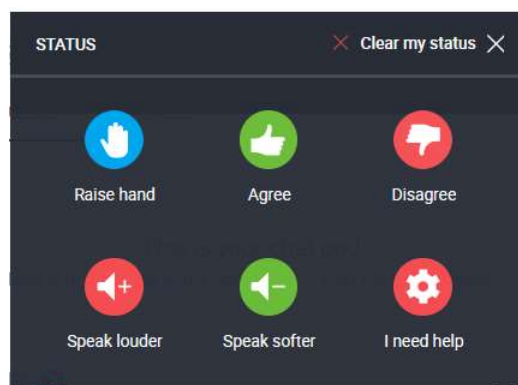 STATUS Clear my status
Raise hand Agree Disagree
Speak louder Speak softer I need help